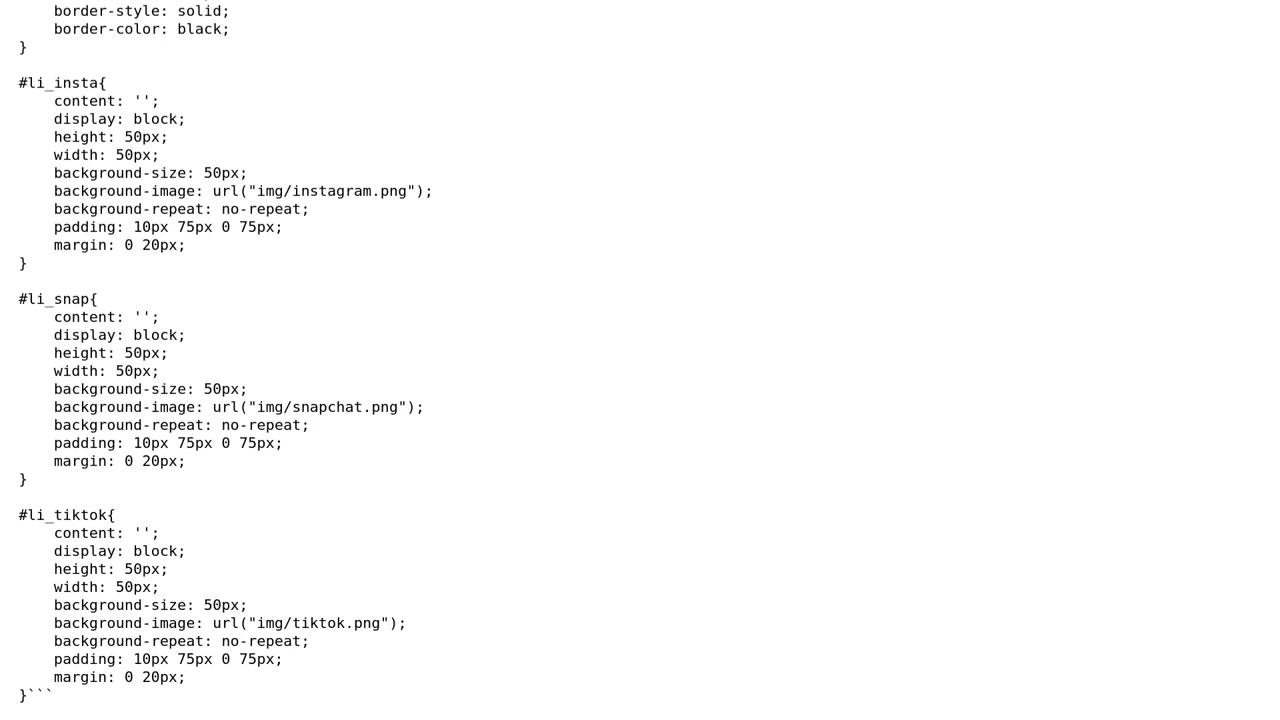 border-style: solid;
    border-color: black;
}

#li_insta{
    content: '';
    display: block;
    height: 50px;
    width: 50px;
    background-size: 50px;
    background-image: url("img/instagram.png");
    background-repeat: no-repeat;
    padding: 10px 75px 0 75px;
    margin: 0 20px;
}

#li_snap{
    content: '';
    display: block;
    height: 50px;
    width: 50px;
    background-size: 50px;
    background-image: url("img/snapchat.png");
    background-repeat: no-repeat;
    padding: 10px 75px 0 75px;
    margin: 0 20px;
}

#li_tiktok{
    content: '';
    display: block;
    height: 50px;
    width: 50px;
    background-size: 50px;
    background-image: url("img/tiktok.png");
    background-repeat: no-repeat;
    padding: 10px 75px 0 75px;
    margin: 0 20px;
}```